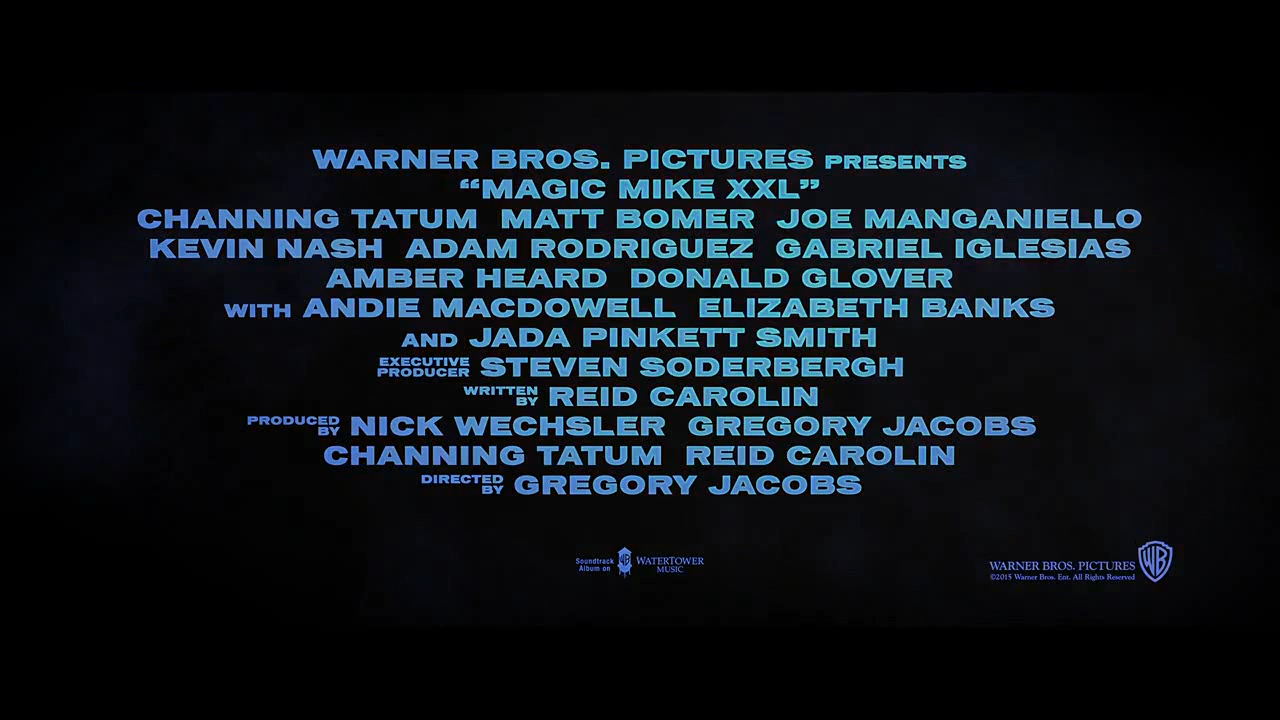 WARNER BROS. PICTURES PRESENTS
“MAGIC MIKE XXL”
CHANNING TATUM MATT BOMER JOE MANGANIELLO
KEVIN NASH ADAM RODRIGUEZ GABRIEL IGLESIAS
AMBER HEARD DONALD GLOVER
WITH ANDIE MACDOWELL ELIZABETH BANKS
AND JADA PINKETT SMITH
EXECUTIVE PRODUCER STEVEN SODERBERGH
WRITTEN BY REID CAROLIN
PRODUCED BY NICK WECHSLER GREGORY JACOBS
CHANNING TATUM REID CAROLIN
DIRECTED BY GREGORY JACOBS
Soundtrack Album on WB WATERTOWER MUSIC
WARNER BROS. PICTURES WB
©2015 Warner Bros. Ent. All Rights Reserved